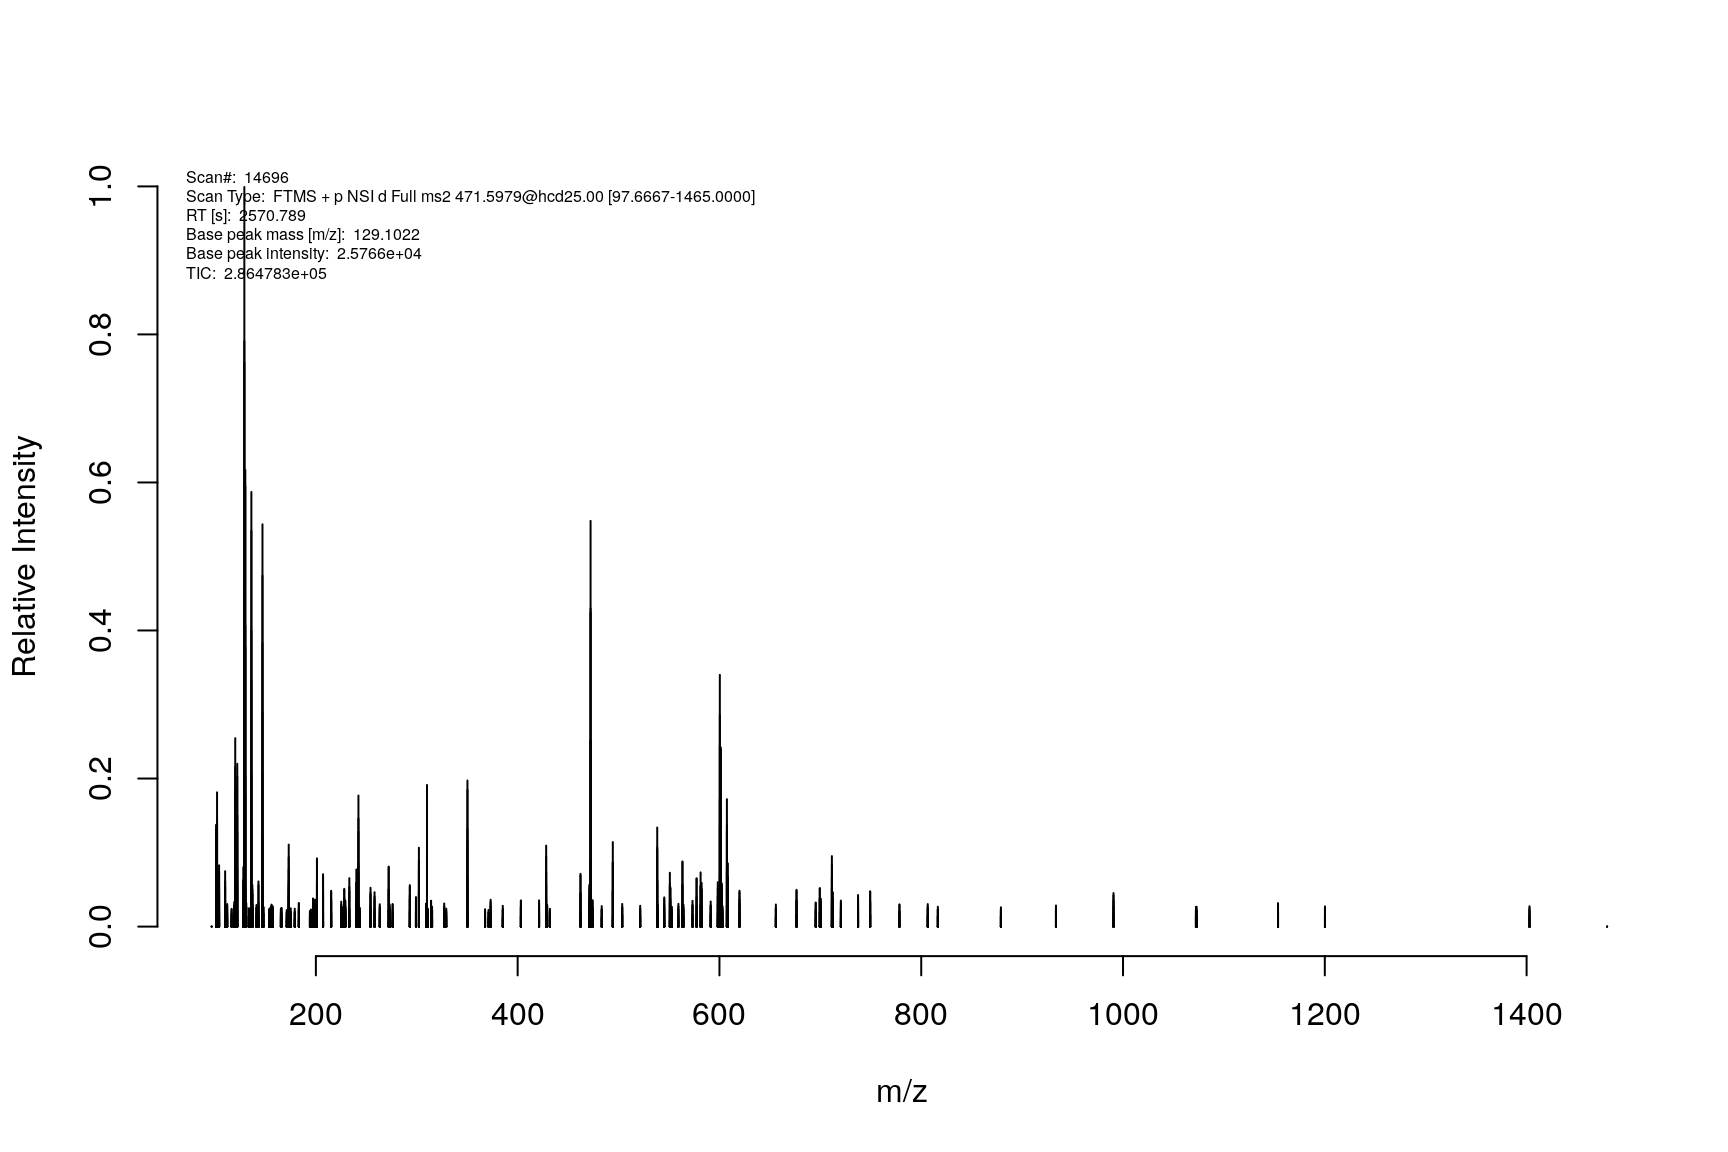 Scan#: 14696
Scan Type: FTMS + p NSI d Full ms2 471.5979@hcd25.00 [97.6667-1465.0000]
RT [s]: 2570.789
Base peak mass [m/z]: 129.1022
Base peak intensity: 2.5766e+04
TIC: 2.864783e+05
Relative Intensity
1.0
0.8
0.6
0.4
0.2
0.0
200 400 600 800 1000 1200 1400
m/z